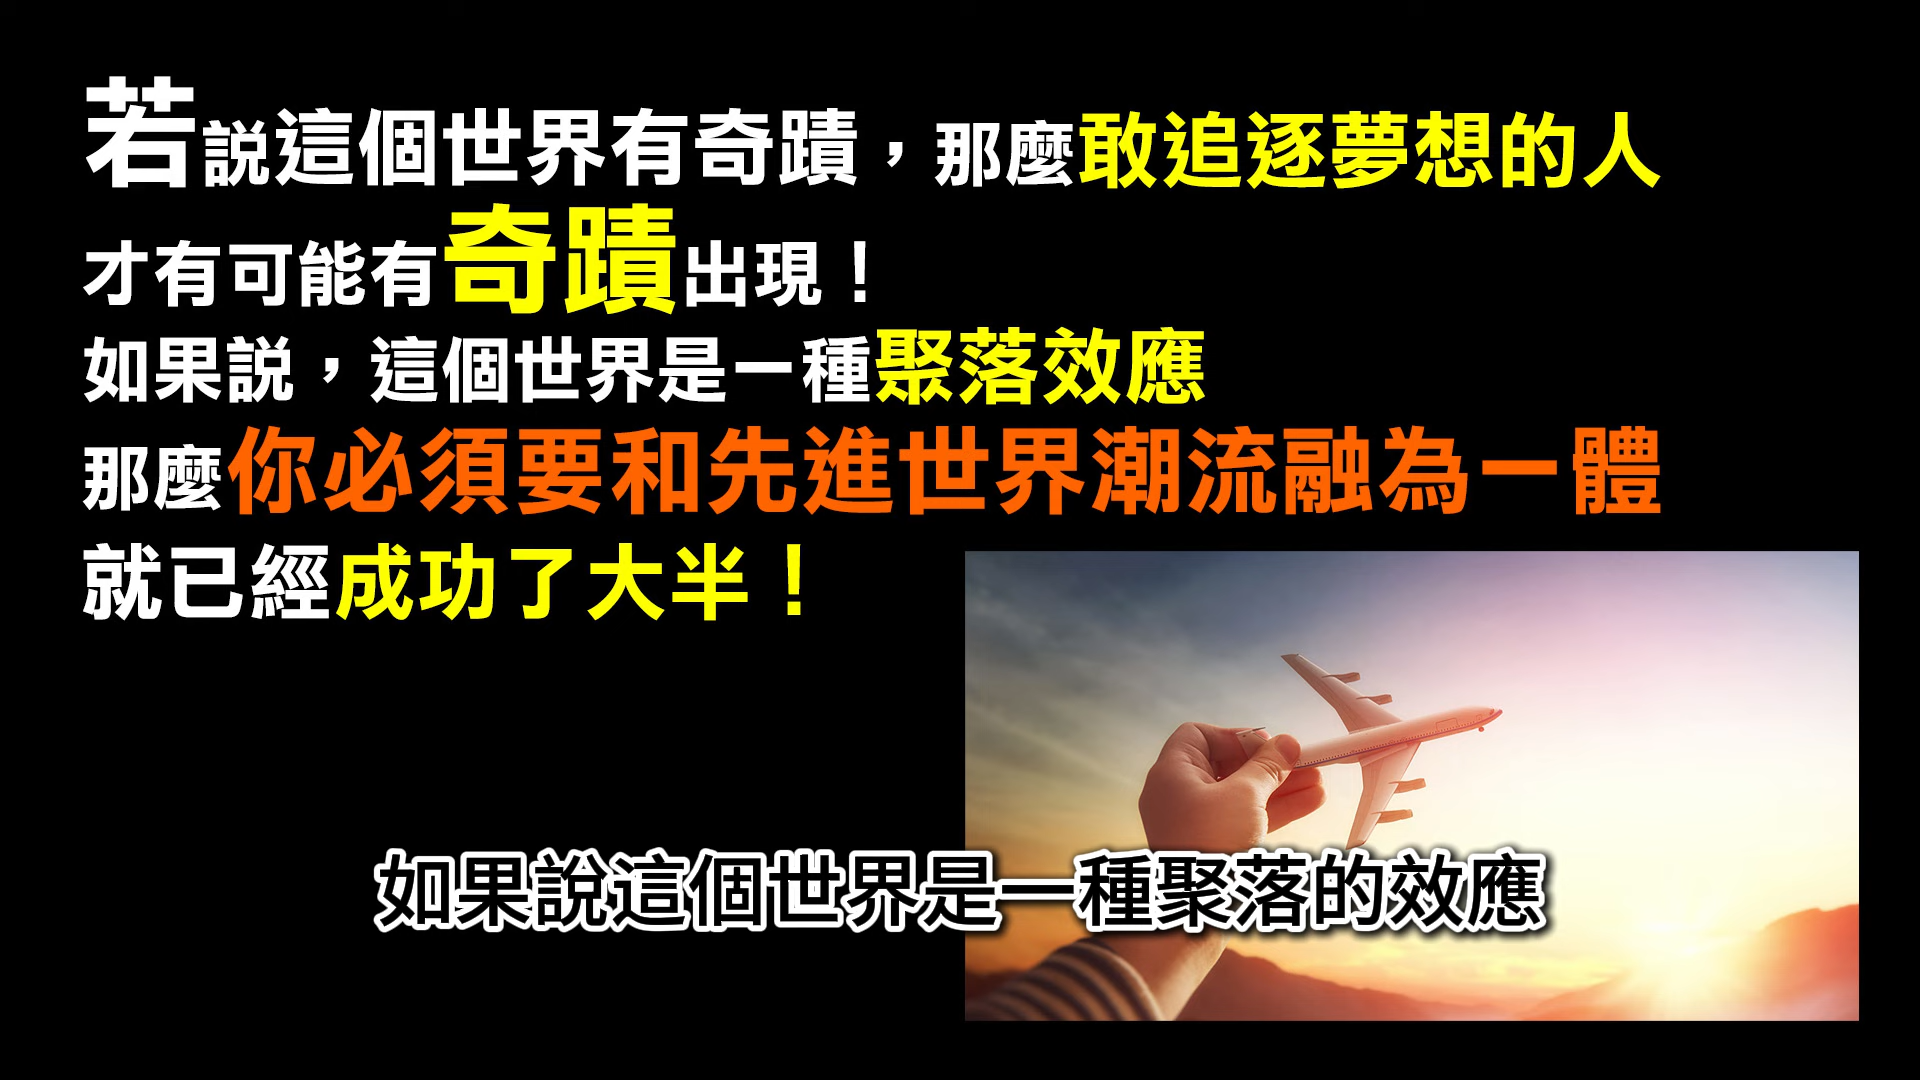 若説這個世界有奇蹟，那麼敢追逐夢想的人
才有可能有奇蹟出現！
如果説，這個世界是一種聚落效應
那麼你必須要和先進世界潮流融為一體
就已經成功了大半！
如果說這個世界是一種聚落的效應